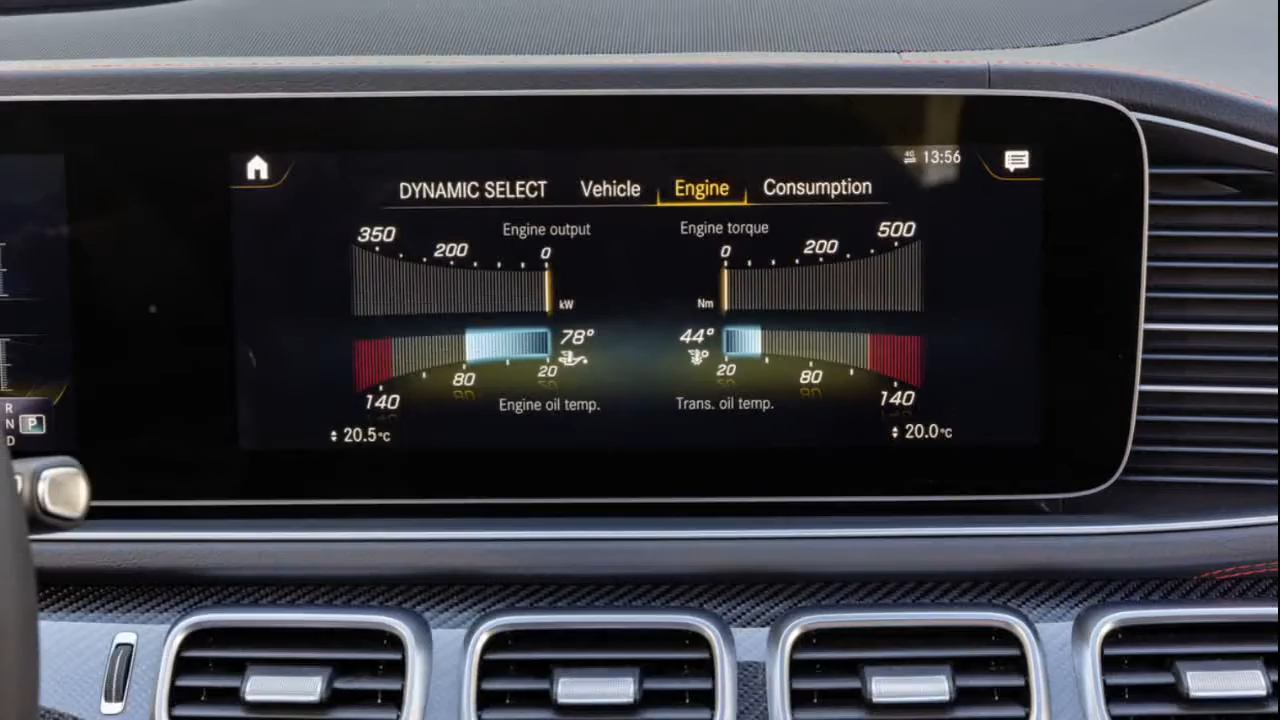 4G 13:56
DYNAMIC SELECT Vehicle Engine Consumption
Engine output Engine torque
350 200 0 0 200 500
kW Nm
78° 44°
80 20 20 80
140 140
Engine oil temp. Trans. oil temp.
20.5°C 20.0°C
R
N P
D